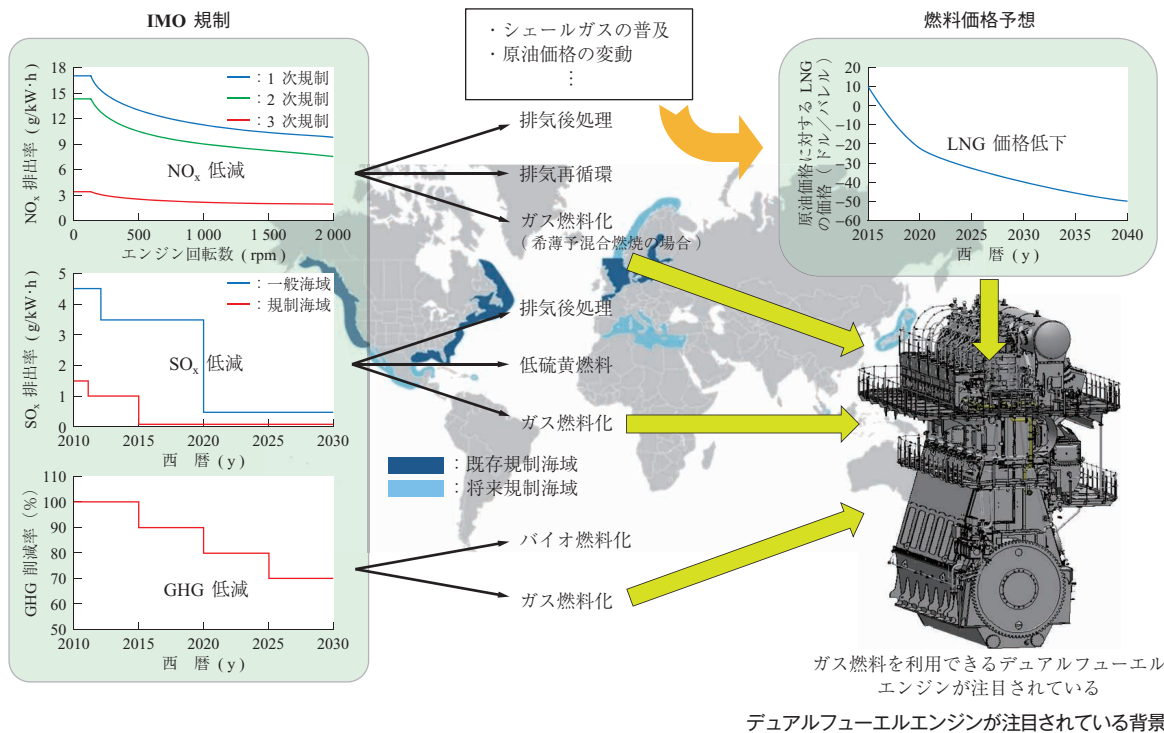 IMO 規制
NOx 排出率 ( g/kW･h )
18
15
12
9
6
3
0
：1 次規制
：2 次規制
：3 次規制
NOx 低減
0 500 1 000 1 500 2 000
エンジン回転数 ( rpm )
SOx 排出率 ( g/kW･h )
5
4
3
2
1
0
：一般海域
：規制海域
SOx 低減
2010 2015 2020 2025 2030
西 暦 ( y )
GHG 削減率 (%)
110
100
90
80
70
60
50
GHG 低減
2010 2015 2020 2025 2030
西 暦 ( y )
・シェールガスの普及
・原油価格の変動
⋮
排気後処理
排気再循環
ガス燃料化
( 希薄予混合燃焼の場合 )
排気後処理
低硫黄燃料
ガス燃料化
：既存規制海域
：将来規制海域
バイオ燃料化
ガス燃料化
燃料価格予想
原油価格に対する LNG
の価格 ( ドル／バレル )
20
10
0
−10
−20
−30
−40
−50
−60
LNG 価格低下
2015 2020 2025 2030 2035 2040
西 暦 ( y )
ガス燃料を利用できるデュアルフューエル
エンジンが注目されている
デュアルフューエルエンジンが注目されている背景